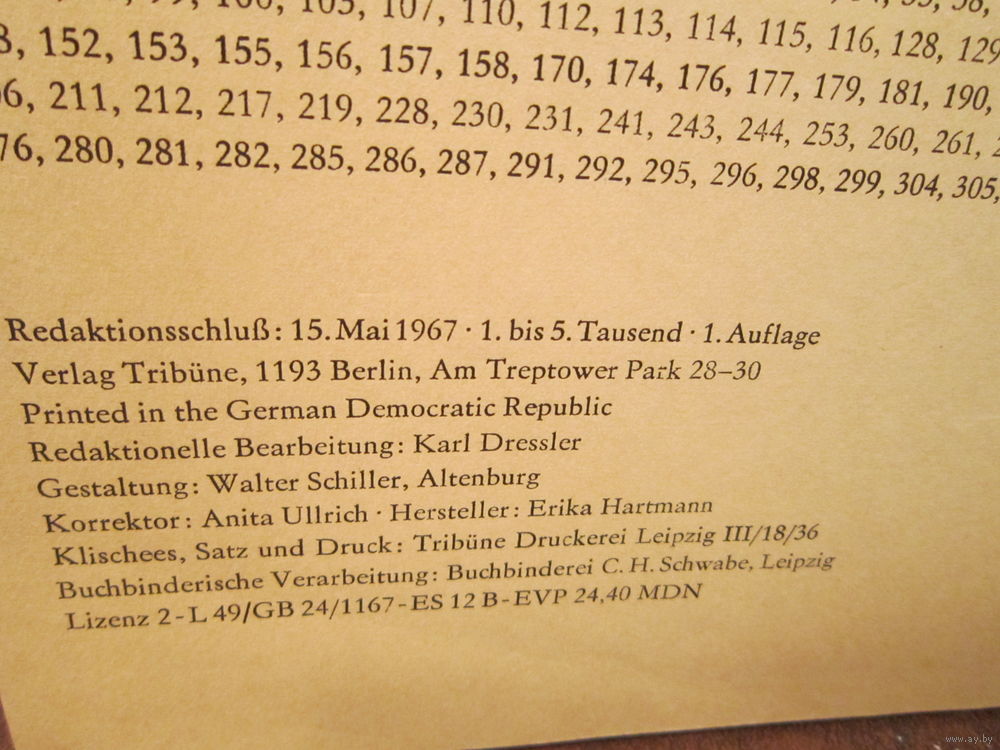 107, 110, 112, 113, 114, 115, 116, 128, 129
152, 153, 155, 156, 157, 158, 170, 174, 176, 177, 179, 181, 190,
211, 212, 217, 219, 228, 230, 231, 241, 243, 244, 253, 260, 261,
76, 280, 281, 282, 285, 286, 287, 291, 292, 295, 296, 298, 299, 304, 305,
Redaktionsschluß: 15. Mai 1967 · 1. bis 5. Tausend · 1. Auflage
Verlag Tribüne, 1193 Berlin, Am Treptower Park 28–30
Printed in the German Democratic Republic
Redaktionelle Bearbeitung: Karl Dressler
Gestaltung: Walter Schiller, Altenburg
Korrektor: Anita Ullrich · Hersteller: Erika Hartmann
Klischees, Satz und Druck: Tribüne Druckerei Leipzig III/18/36
Buchbinderische Verarbeitung: Buchbinderei C. H. Schwabe, Leipzig
Lizenz 2 - L 49/GB 24/1167 - ES 12 B - EVP 24,40 MDN
www.ay.by